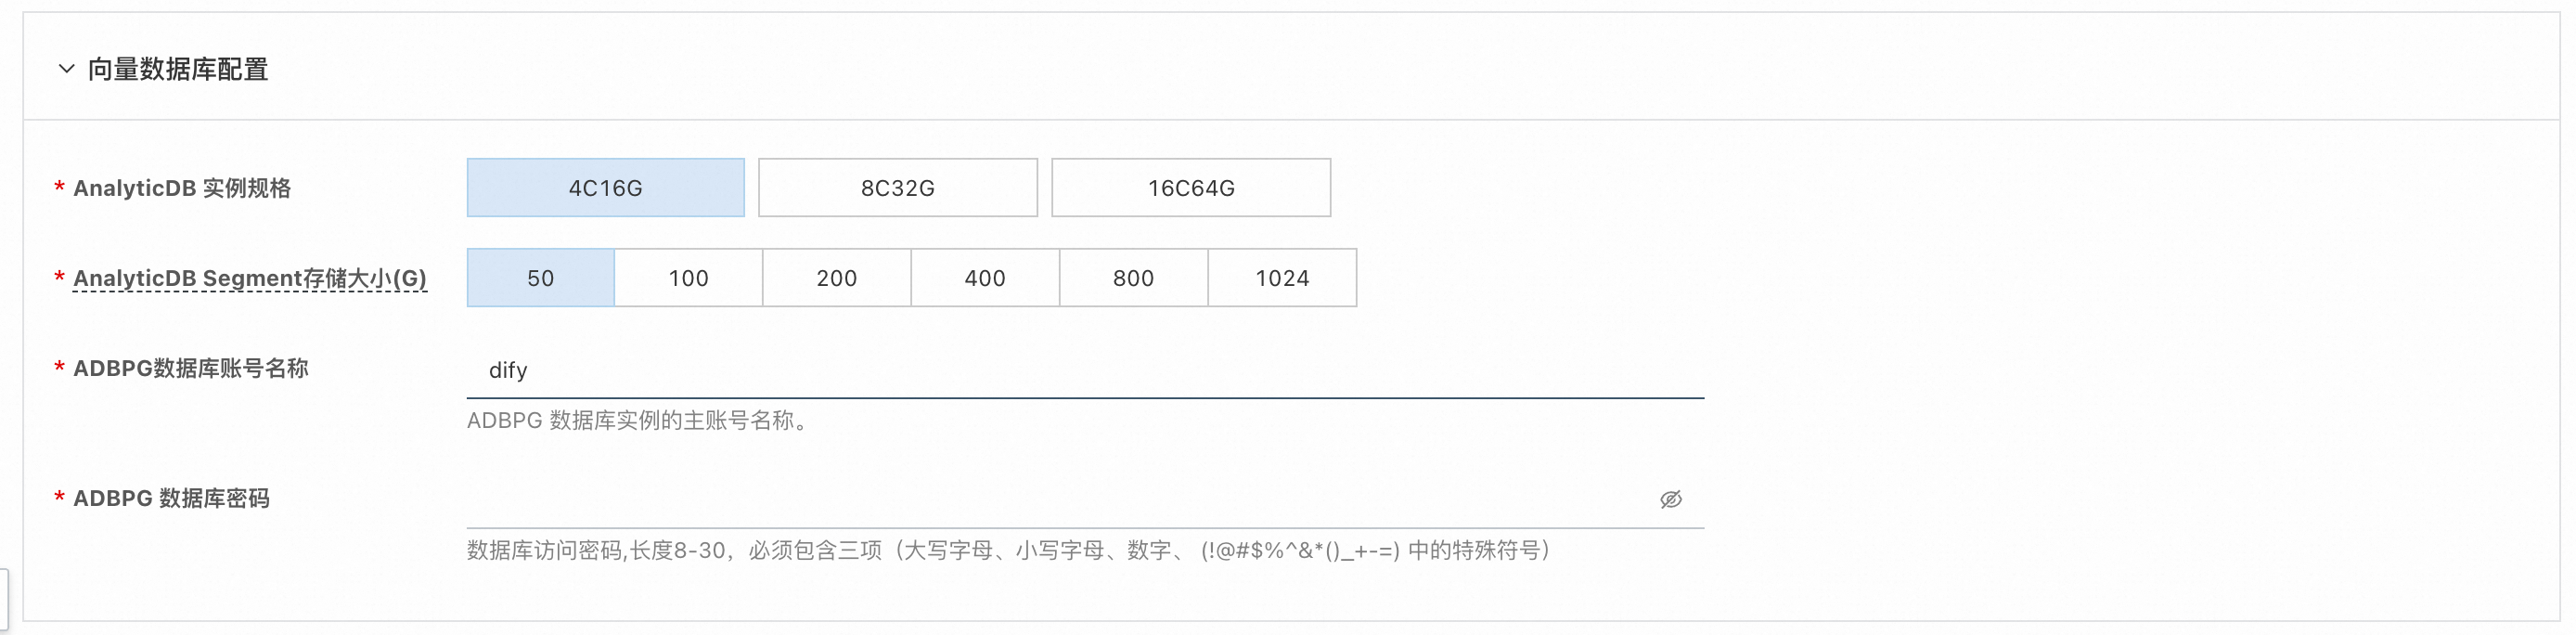 向量数据库配置
* AnalyticDB 实例规格 4C16G 8C32G 16C64G
* AnalyticDB Segment存储大小(G) 50 100 200 400 800 1024
* ADBPG数据库账号名称 dify
ADBPG 数据库实例的主账号名称。
* ADBPG 数据库密码
数据库访问密码,长度8-30，必须包含三项（大写字母、小写字母、数字、 (!@#$%^&*()_+-=) 中的特殊符号）